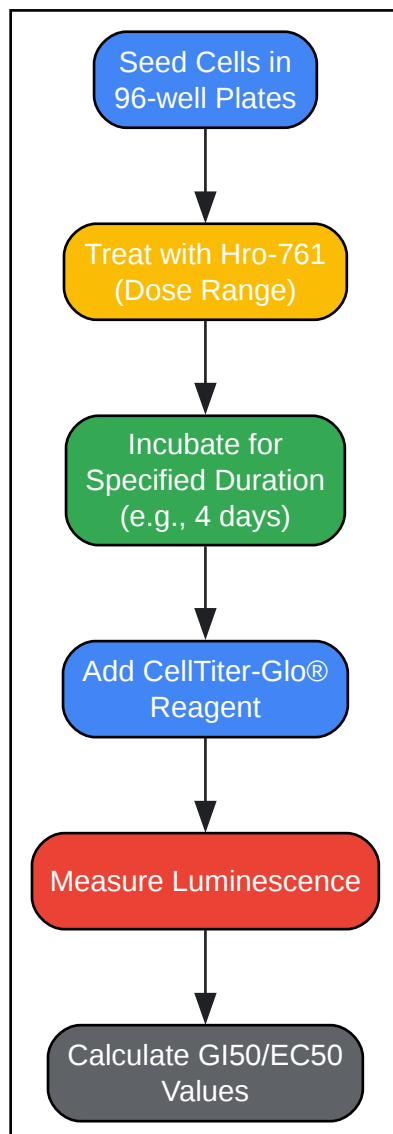 Seed Cells in
96-well Plates
Treat with Hro-761
(Dose Range)
Incubate for
Specified Duration
(e.g., 4 days)
Add CellTiter-Glo®
Reagent
Measure Luminescence
Calculate GI50/EC50
Values